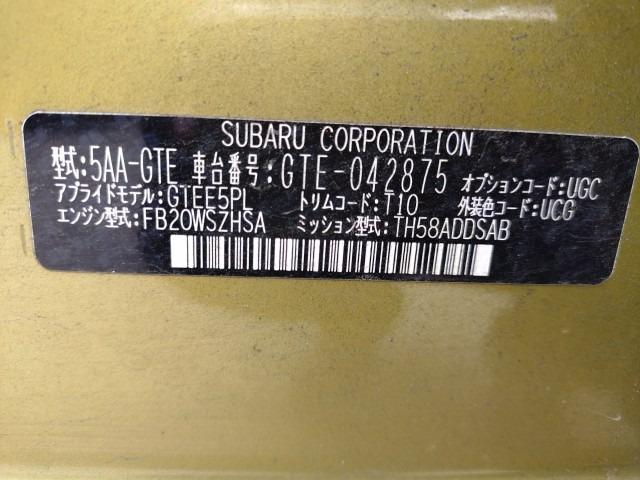 SUBARU CORPORATION
型式:5AA-GTE 車台番号:GTE-042875 オプションコード:UGC
アプライドモデル:GTEE5PL トリムコード:T10 外装色コード:UCG
エンジン型式:FB20WSZHSA ミッション型式:TH58ADDSAB